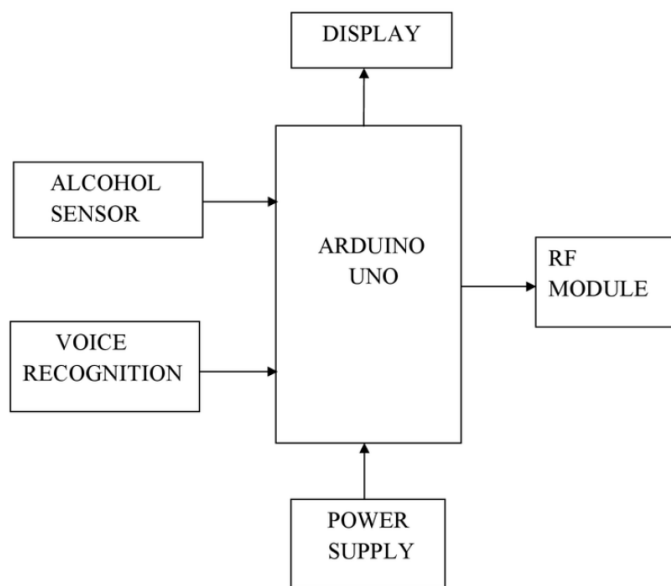 DISPLAY
ALCOHOL
SENSOR
ARDUINO
UNO
RF
MODULE
VOICE
RECOGNITION
POWER
SUPPLY